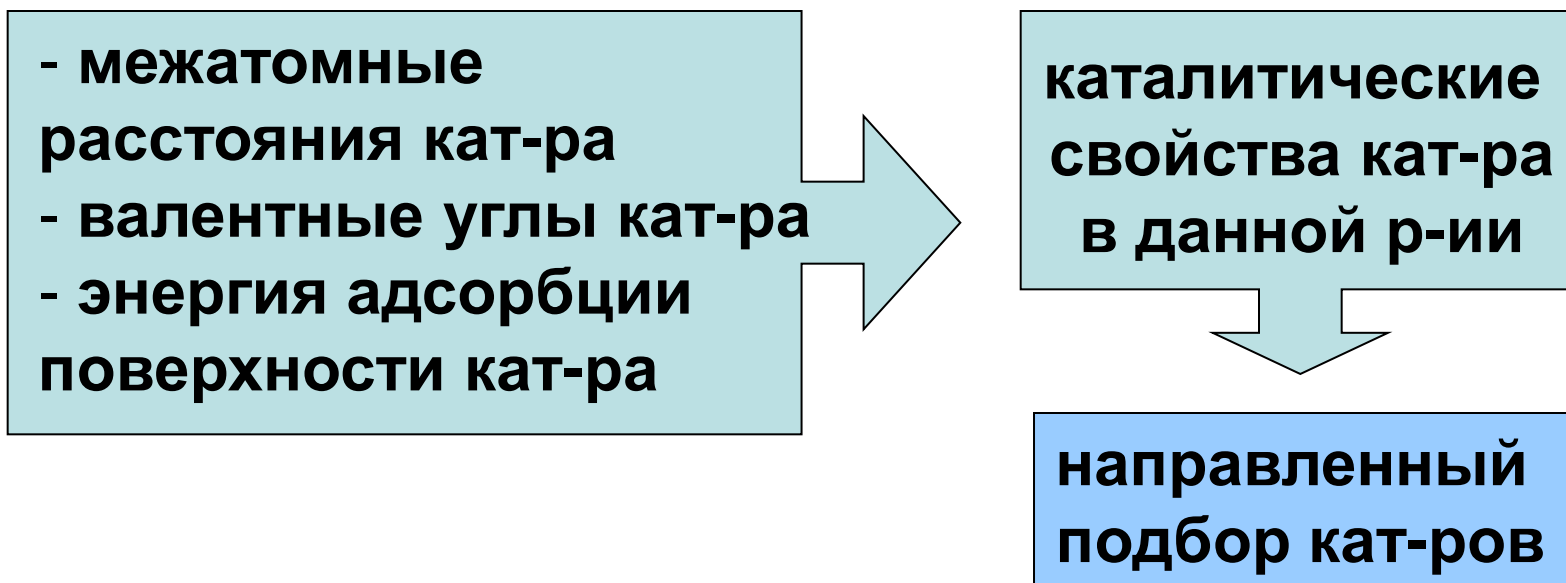 - межатомные
расстояния кат-ра
- валентные углы кат-ра
- энергия адсорбции
поверхности кат-ра
каталитические
свойства кат-ра
в данной р-ии
направленный
подбор кат-ров